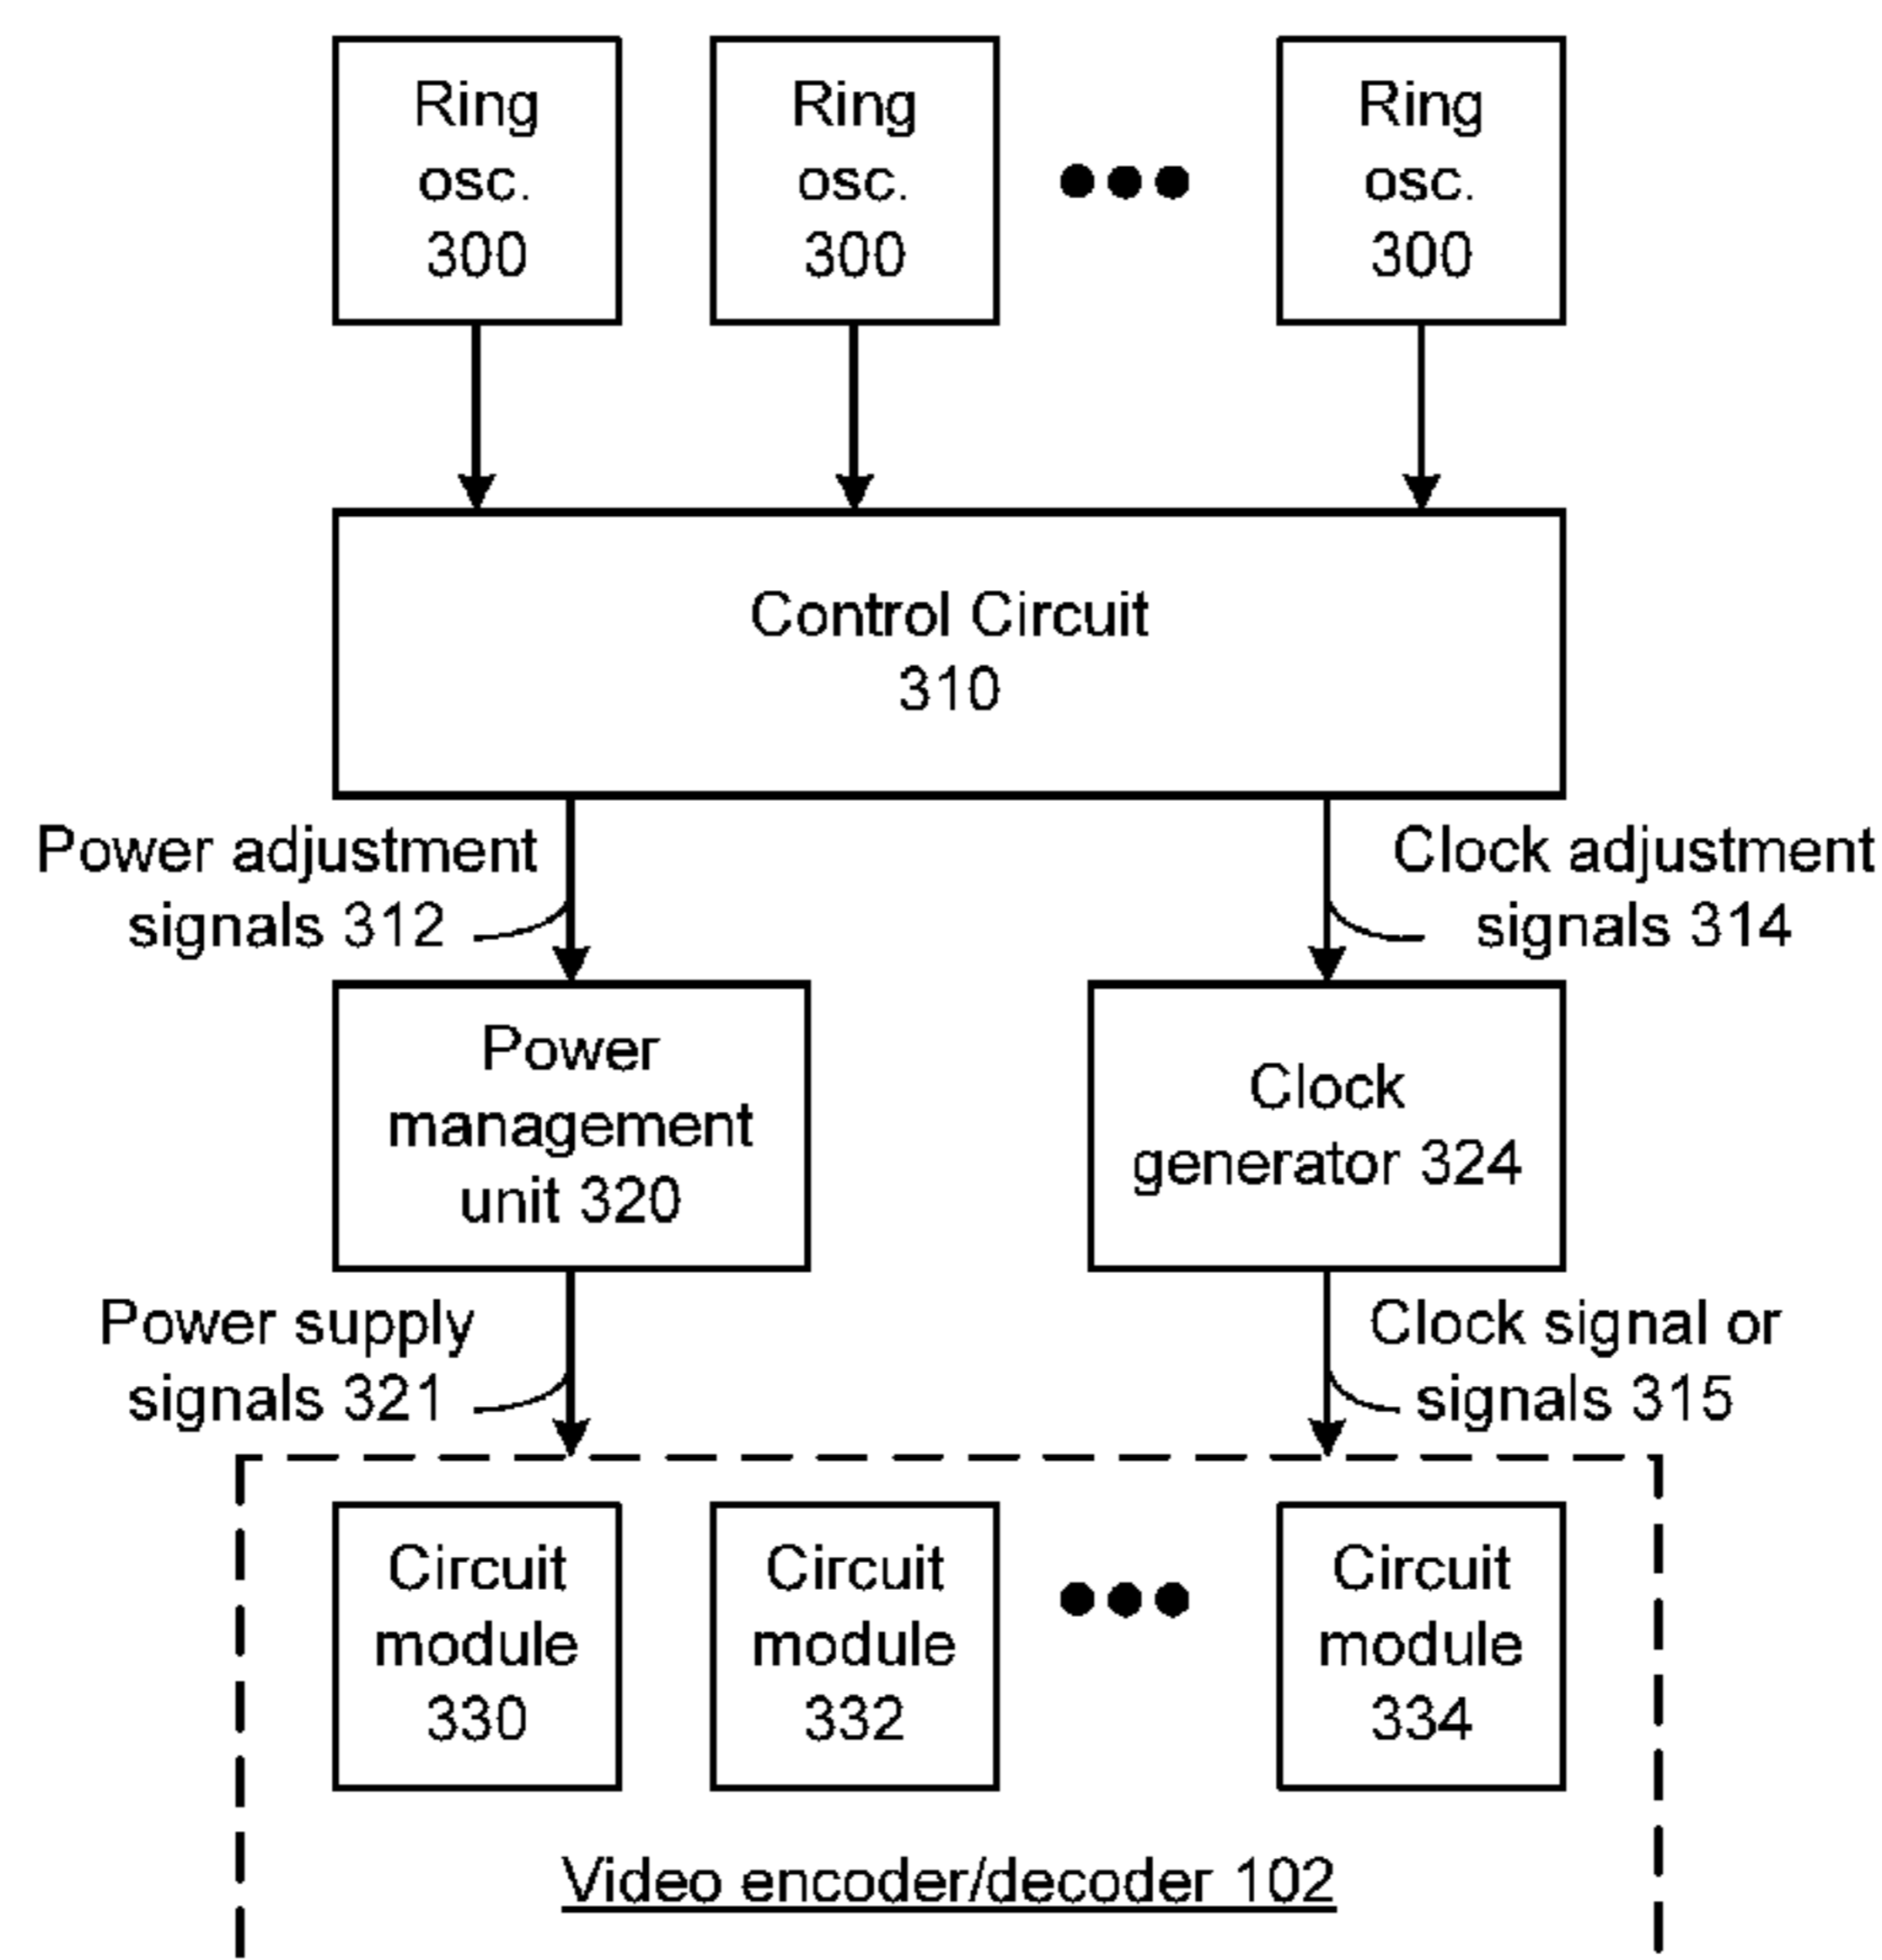 Ring
osc.
300
Ring
osc.
300
Ring
osc.
300
Control Circuit
310
Power adjustment
signals 312
Clock adjustment
signals 314
Power
management
unit 320
Clock
generator 324
Power supply
signals 321
Clock signal or
signals 315
Circuit
module
330
Circuit
module
332
Circuit
module
334
Video encoder/decoder 102